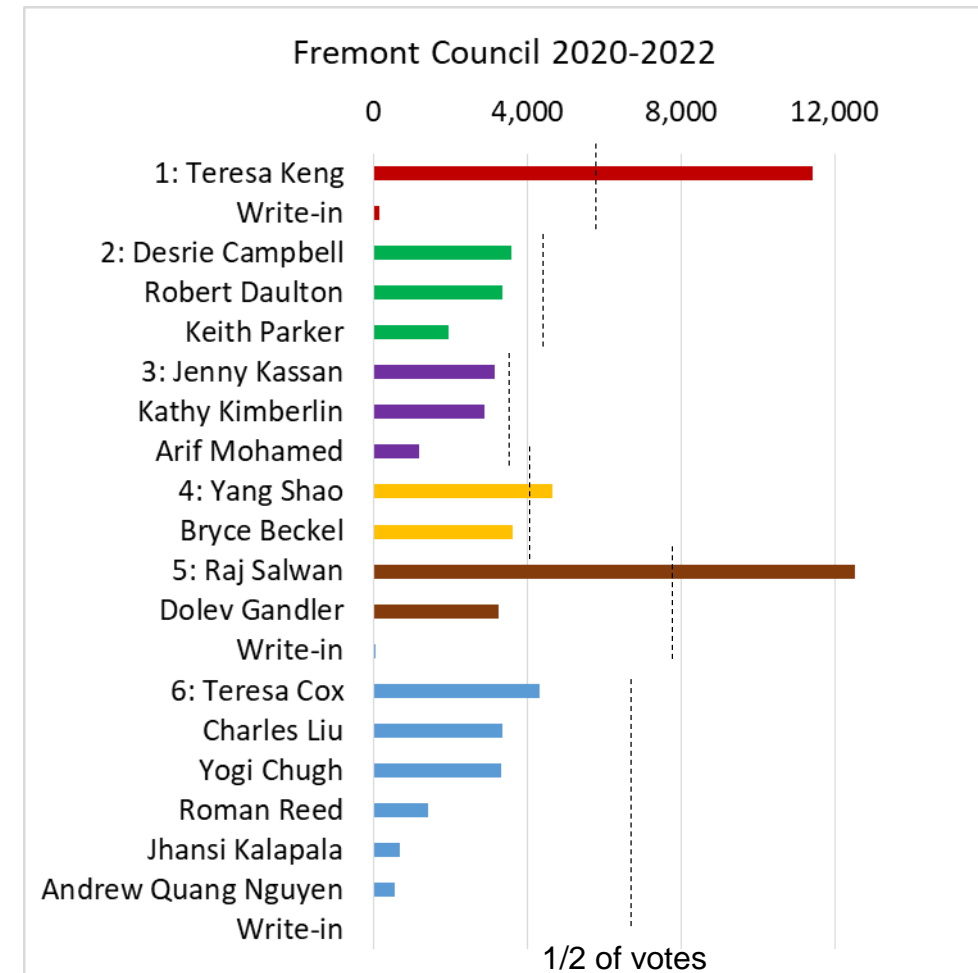 Fremont Council 2020-2022
0 4,000 8,000 12,000
1: Teresa Keng
Write-in
2: Desrie Campbell
Robert Daulton
Keith Parker
3: Jenny Kassan
Kathy Kimberlin
Arif Mohamed
4: Yang Shao
Bryce Beckel
5: Raj Salwan
Dolev Gandler
Write-in
6: Teresa Cox
Charles Liu
Yogi Chugh
Roman Reed
Jhansi Kalapala
Andrew Quang Nguyen
Write-in
1/2 of votes